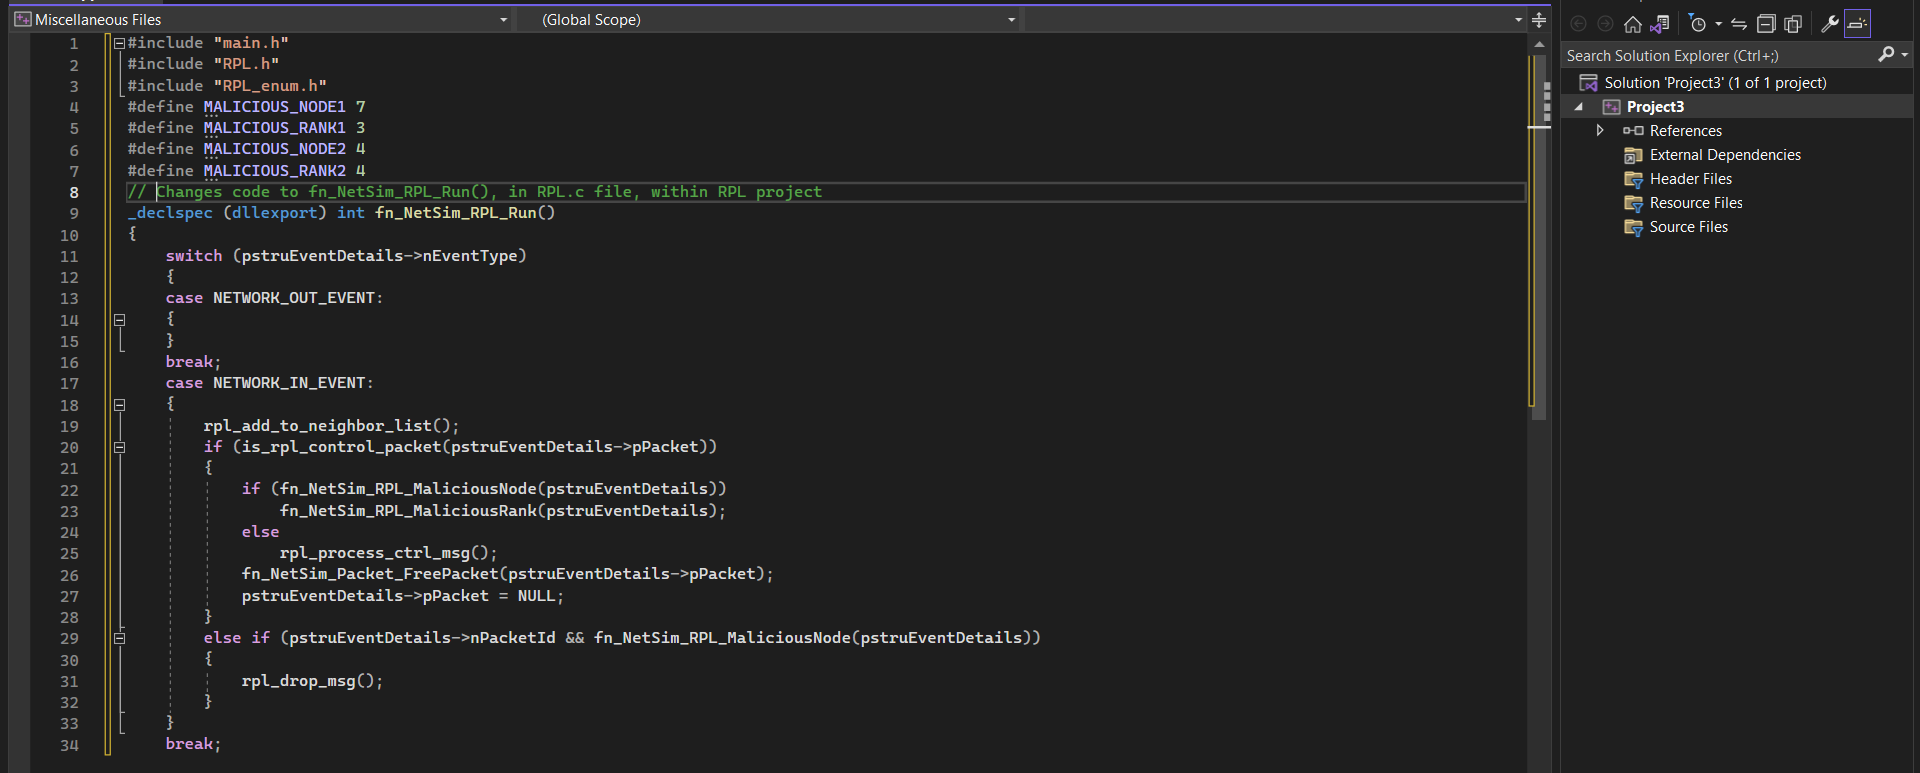 Miscellaneous Files
(Global Scope)
1 #include "main.h"
2 #include "RPL.h"
3 #include "RPL_enum.h"
4 #define MALICIOUS_NODE1 7
5 #define MALICIOUS_RANK1 3
6 #define MALICIOUS_NODE2 4
7 #define MALICIOUS_RANK2 4
8 // Changes code to fn_NetSim_RPL_Run(), in RPL.c file, within RPL project
9 _declspec (dllexport) int fn_NetSim_RPL_Run()
10 {
11 switch (pstruEventDetails->nEventType)
12 {
13 case NETWORK_OUT_EVENT:
14 {
15 }
16 break;
17 case NETWORK_IN_EVENT:
18 {
19 rpl_add_to_neighbor_list();
20 if (is_rpl_control_packet(pstruEventDetails->pPacket))
21 {
22 if (fn_NetSim_RPL_MaliciousNode(pstruEventDetails))
23 fn_NetSim_RPL_MaliciousRank(pstruEventDetails);
24 else
25 rpl_process_ctrl_msg();
26 fn_NetSim_Packet_FreePacket(pstruEventDetails->pPacket);
27 pstruEventDetails->pPacket = NULL;
28 }
29 else if (pstruEventDetails->nPacketId && fn_NetSim_RPL_MaliciousNode(pstruEventDetails))
30 {
31 rpl_drop_msg();
32 }
33 }
34 break;
Search Solution Explorer (Ctrl+;)
Solution 'Project3' (1 of 1 project)
Project3
References
External Dependencies
Header Files
Resource Files
Source Files